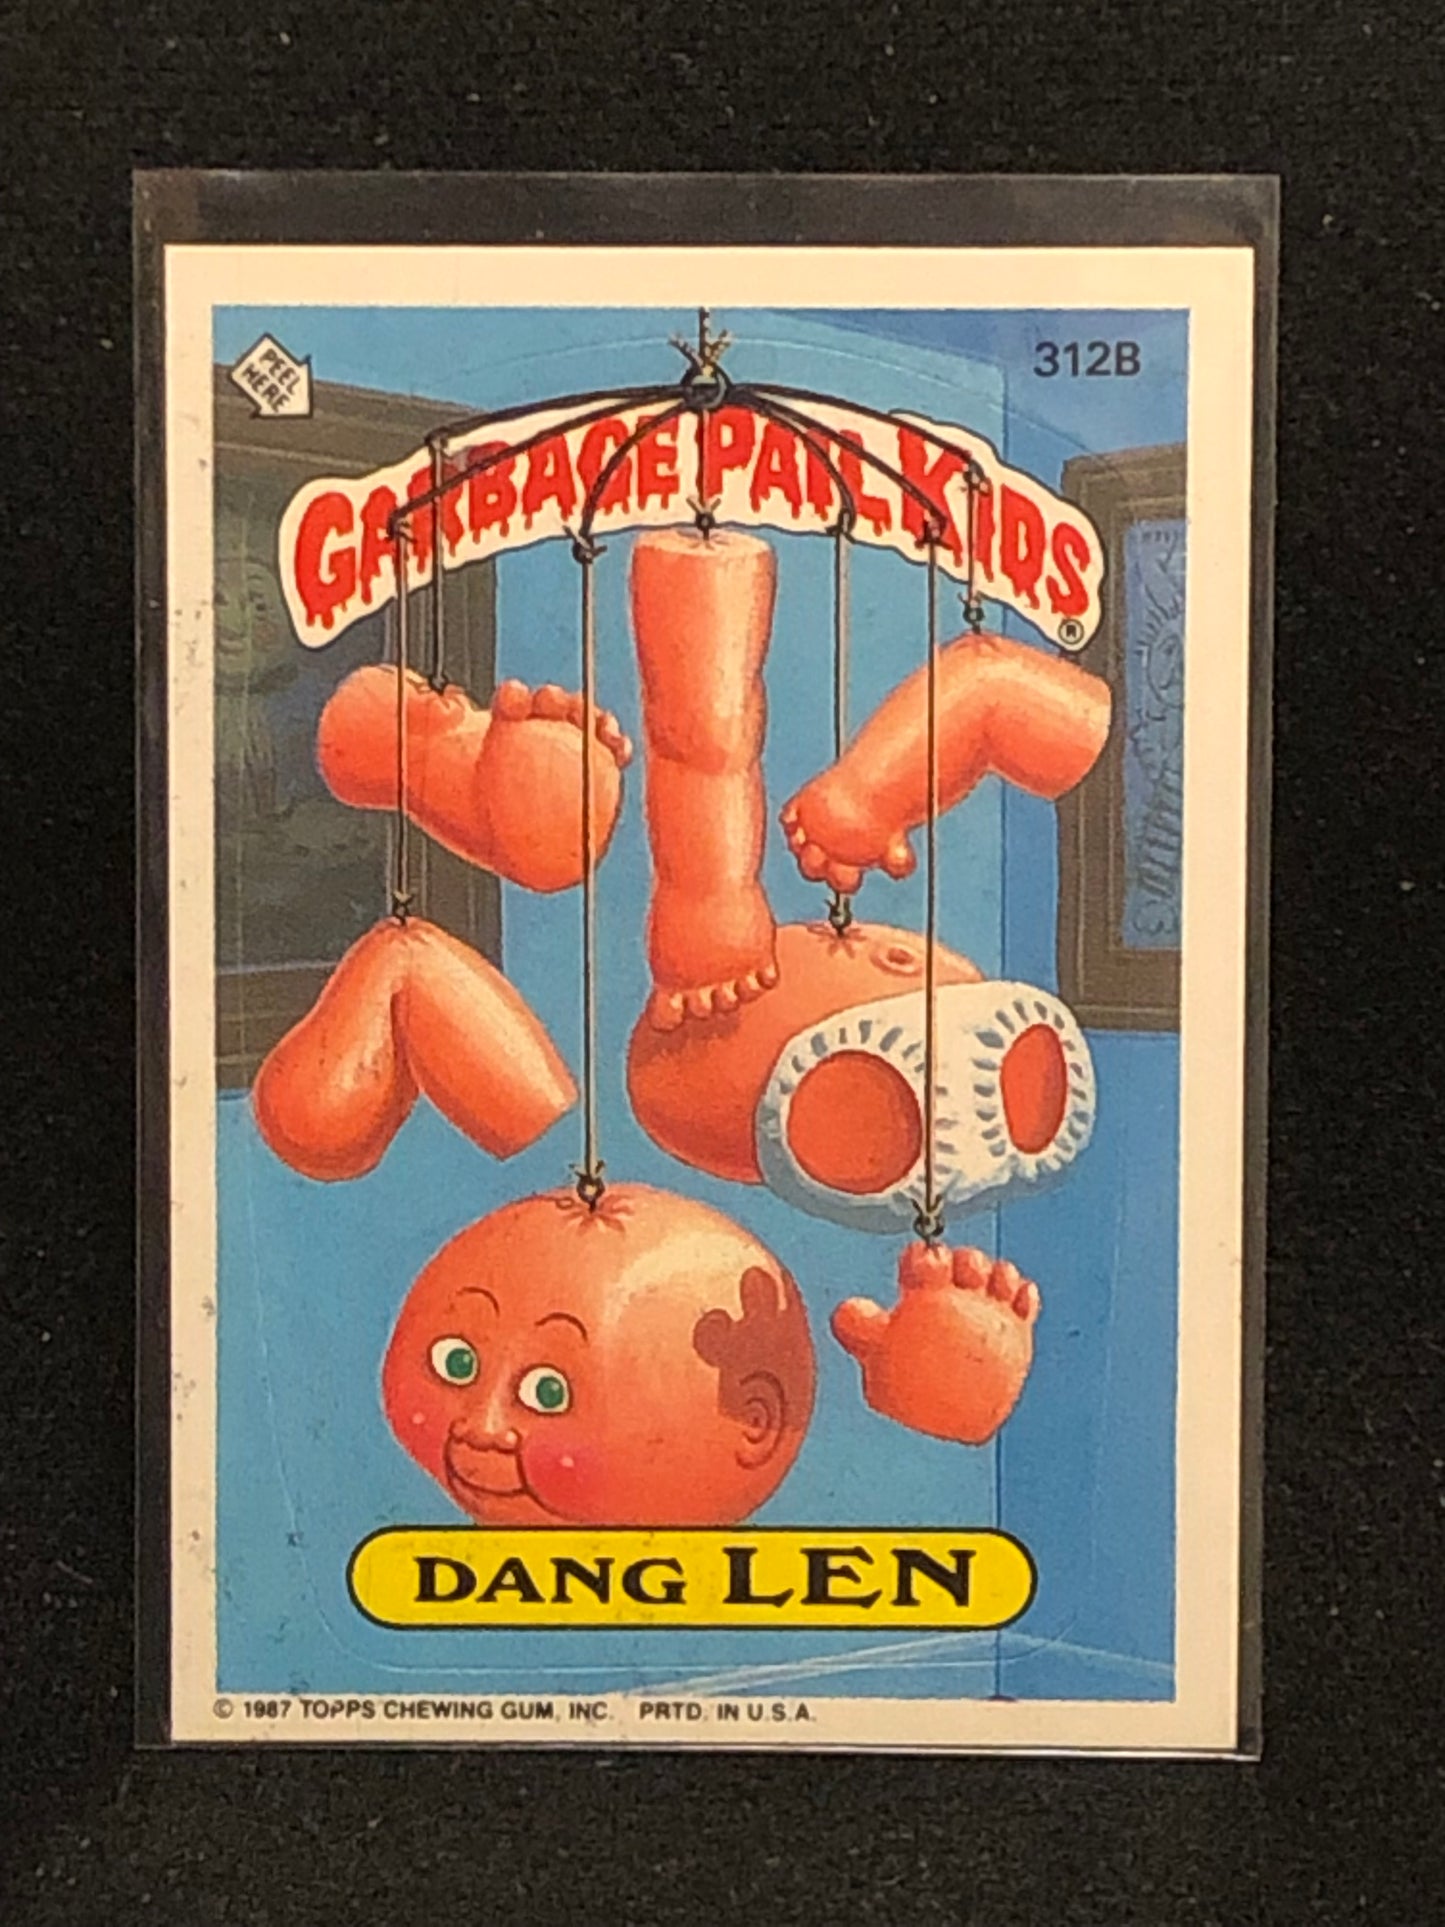 PEEL
HERE
312B
GARBAGE PAIL KIDS
®
DANG LEN
© 1987 TOPPS CHEWING GUM, INC. PRTD. IN U.S.A.